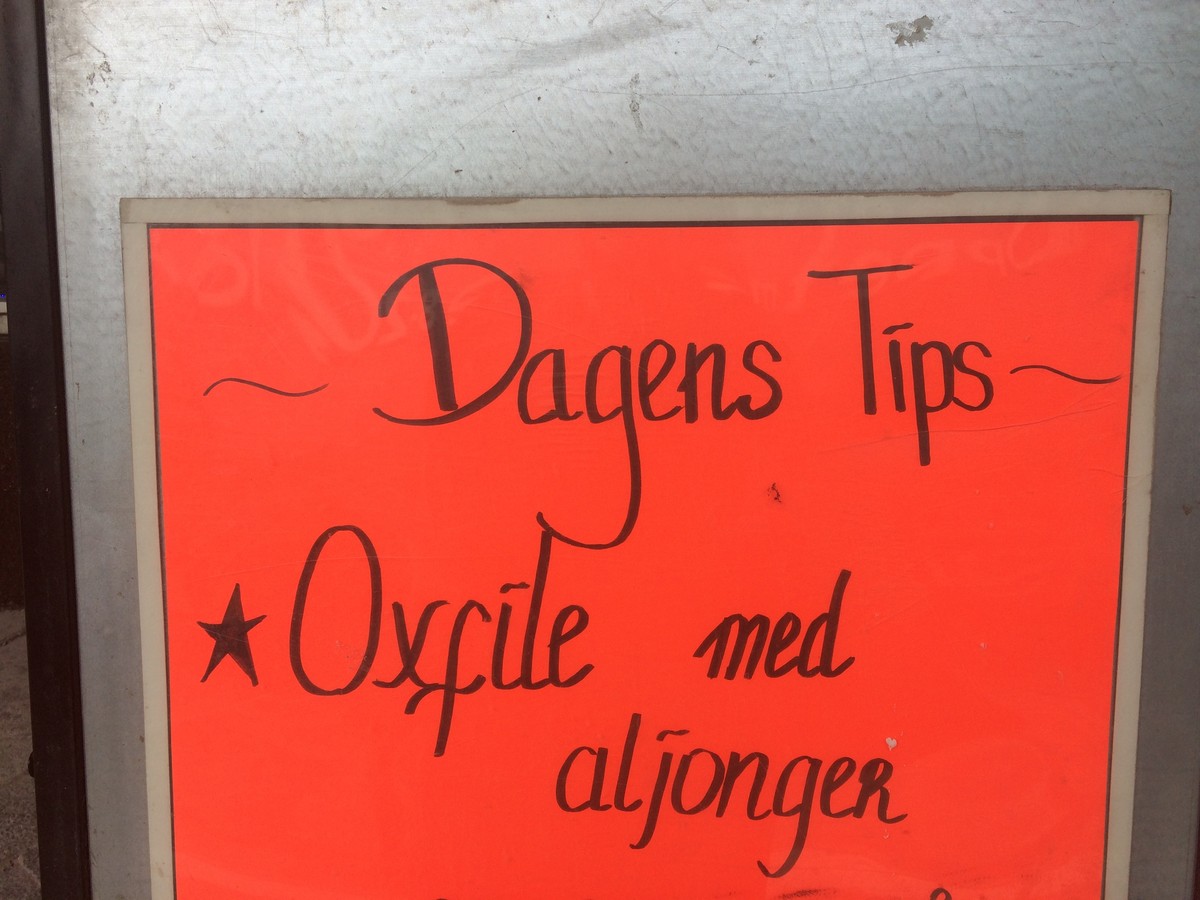 ~ Dagens Tips ~
★ Oxfile med
aljonger